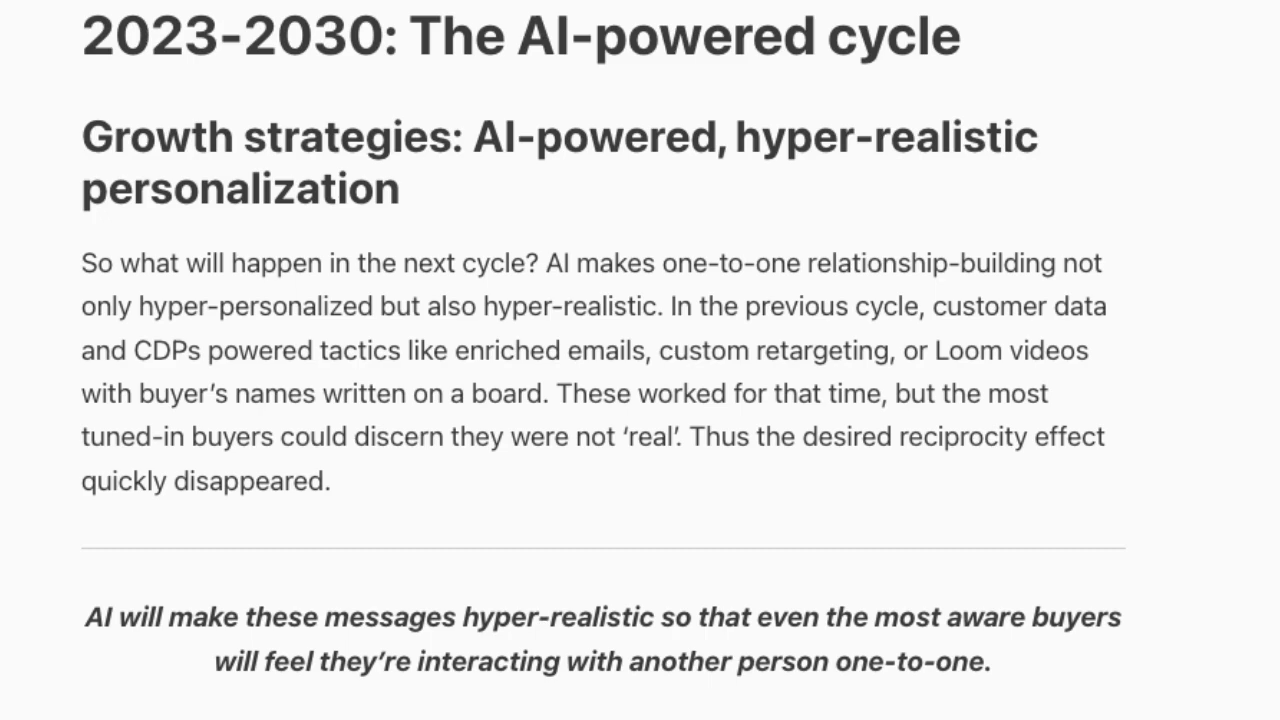 2023-2030: The AI-powered cycle
Growth strategies: AI-powered, hyper-realistic
personalization
So what will happen in the next cycle? AI makes one-to-one relationship-building not
only hyper-personalized but also hyper-realistic. In the previous cycle, customer data
and CDPs powered tactics like enriched emails, custom retargeting, or Loom videos
with buyer’s names written on a board. These worked for that time, but the most
tuned-in buyers could discern they were not ‘real’. Thus the desired reciprocity effect
quickly disappeared.
AI will make these messages hyper-realistic so that even the most aware buyers
will feel they’re interacting with another person one-to-one.